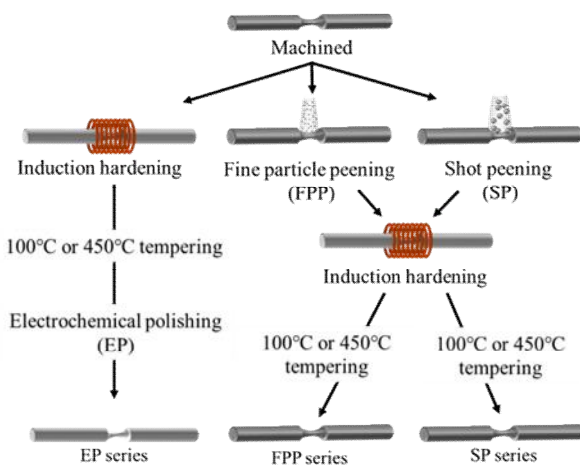 Machined
Induction hardening
Fine particle peening
(FPP)
Shot peening
(SP)
100℃ or 450℃ tempering
Induction hardening
Electrochemical polishing
(EP)
100℃ or 450℃
tempering
100℃ or 450℃
tempering
EP series
FPP series
SP series